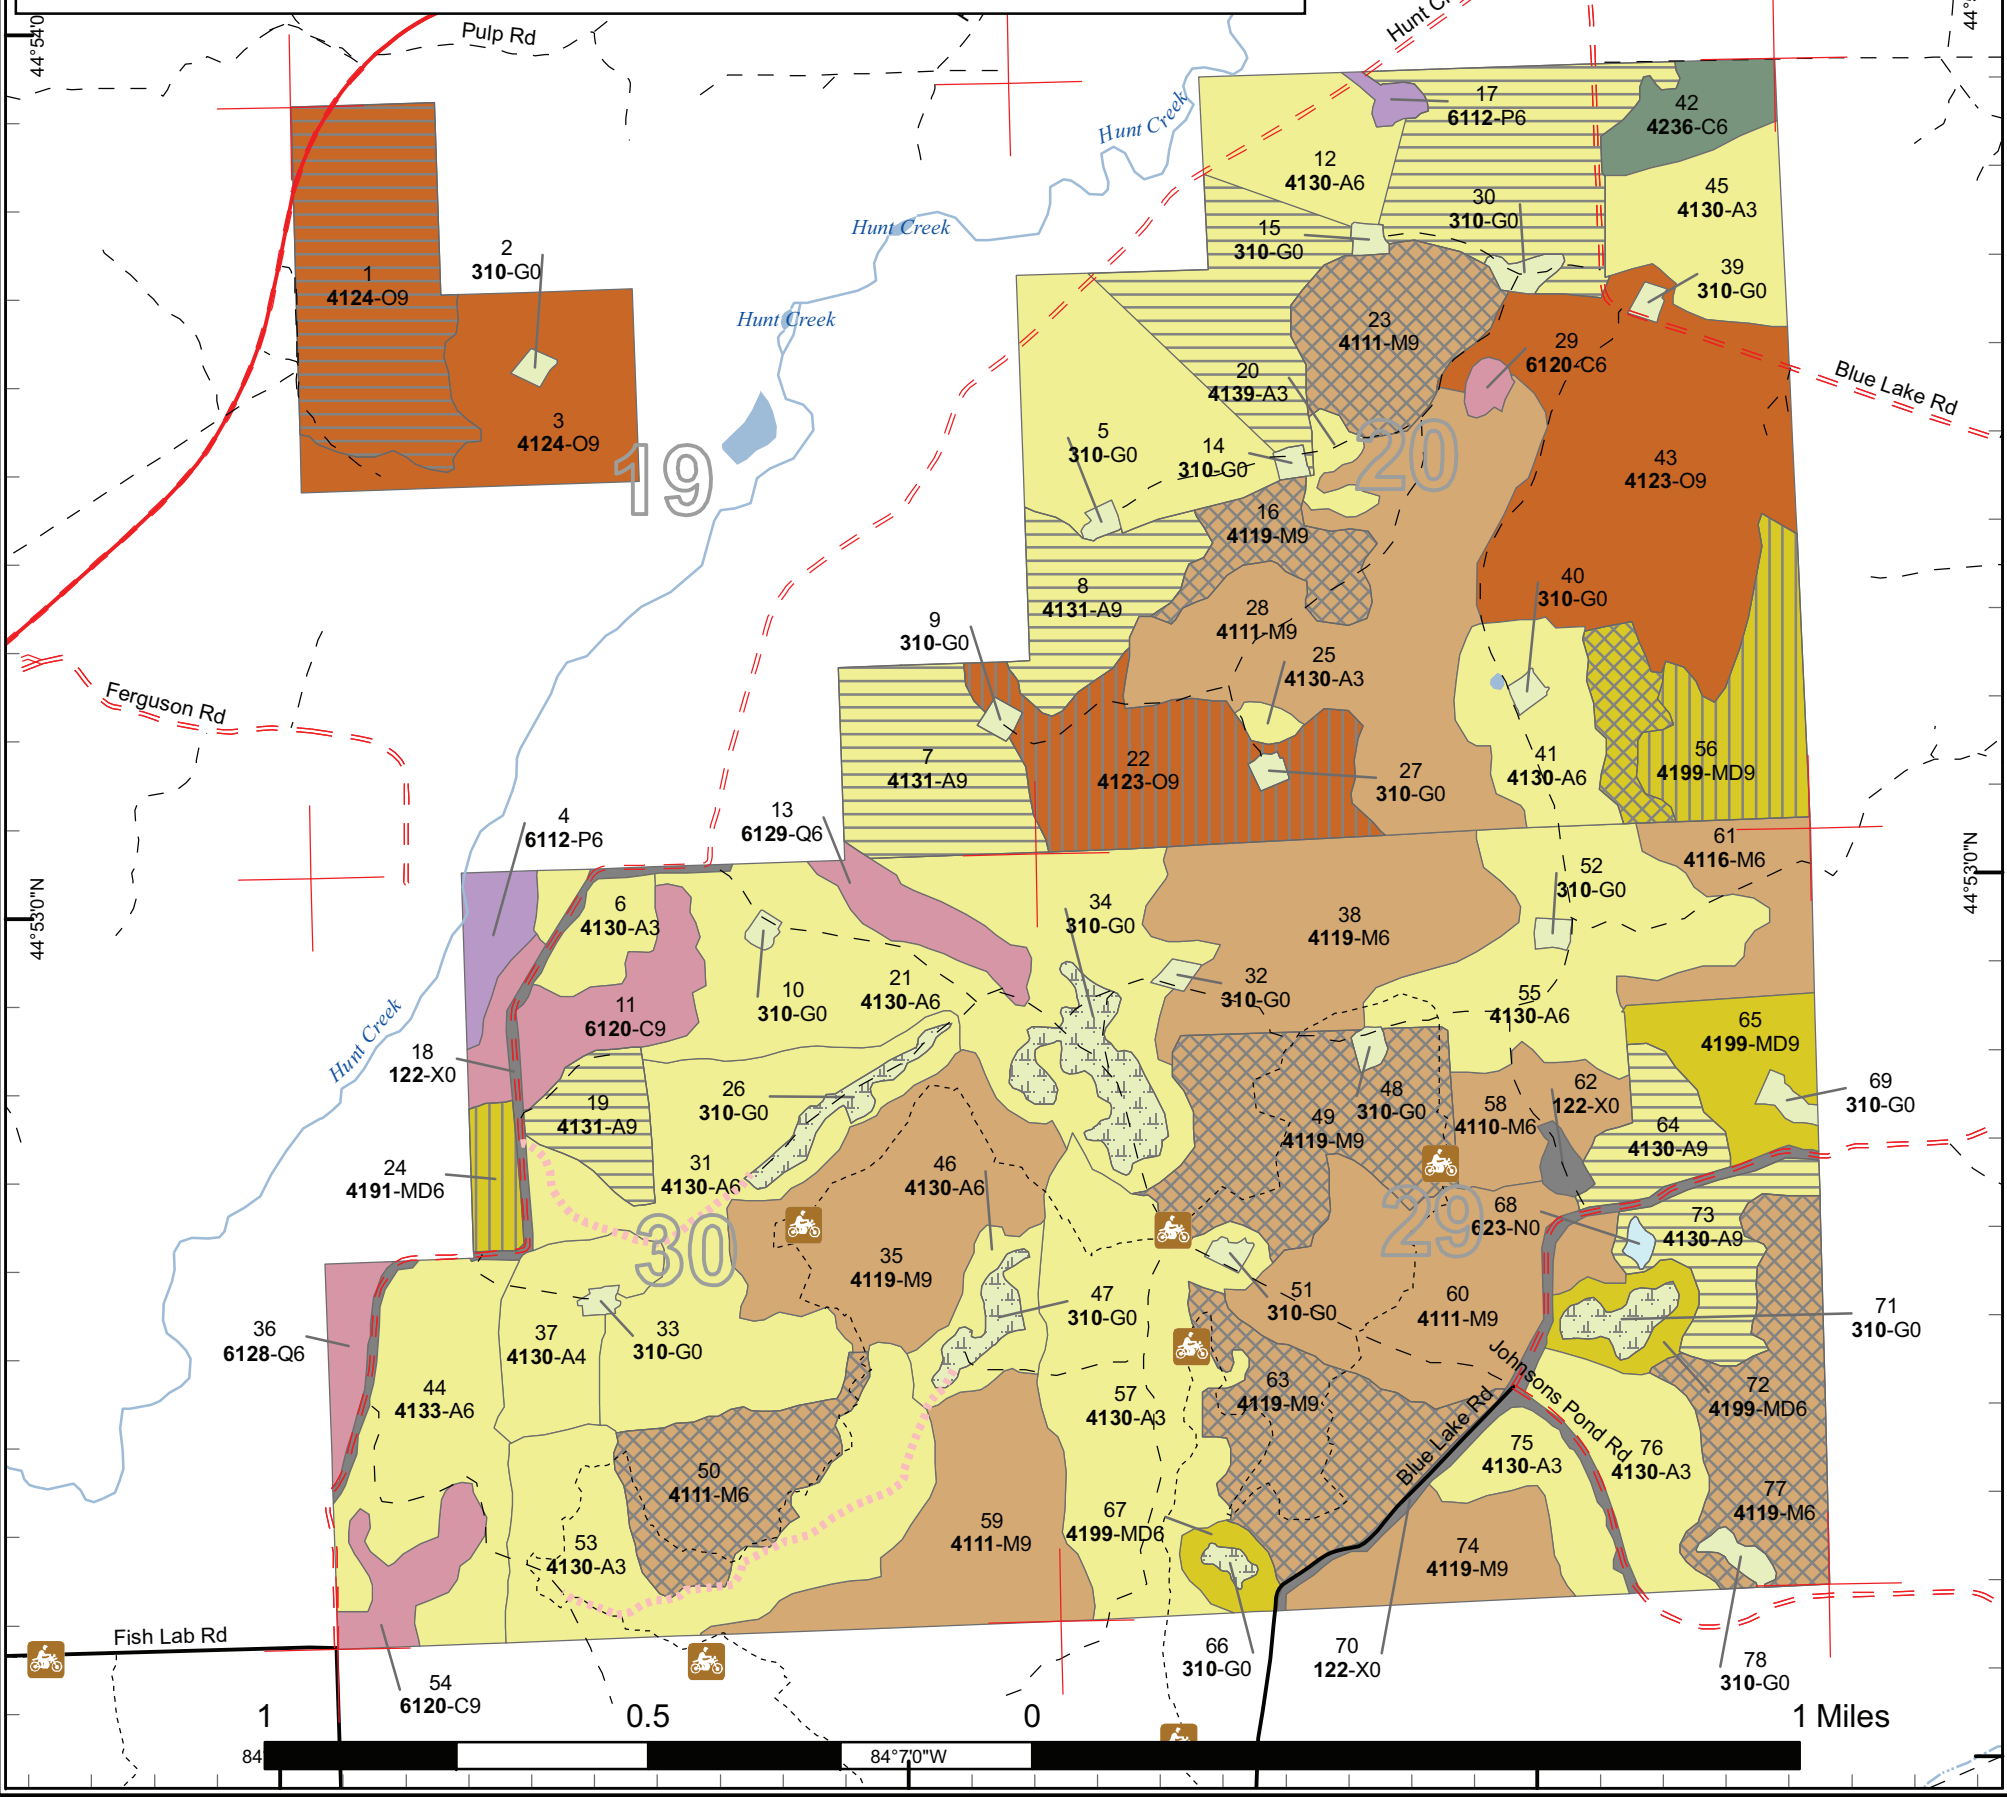 44°54'0
Pulp Rd
Hunt C
44°
Hunt Creek
17
6112-P6
42
4236-C6
12
4130-A6
45
4130-A3
30
310-G0
15
310-G0
Hunt Creek
2
310-G0
1
4124-O9
39
310-G0
Hunt Creek
23
4111-M9
29
6120-C6
Blue Lake Rd
20
4139-A3
3
4124-O9
5
310-G0
14
310-G0
19
20
43
4123-O9
16
4119-M9
8
4131-A9
40
310-G0
28
4111-M9
9
310-G0
25
4130-A3
Ferguson Rd
7
4131-A9
22
4123-O9
27
310-G0
41
4130-A6
56
4199-MD9
4
6112-P6
13
6129-Q6
61
4116-M6
52
310-G0
44°53'0"N
44°53'0"N
6
4130-A3
34
310-G0
38
4119-M6
10
310-G0
21
4130-A6
32
310-G0
11
6120-C9
55
4130-A6
65
4199-MD9
Hunt Creek
18
122-X0
26
310-G0
48
310-G0
62
122-X0
69
310-G0
19
4131-A9
49
4119-M9
58
4110-M6
64
4130-A9
24
4191-MD6
31
4130-A6
46
4130-A6
68
623-N0
73
4130-A9
30
29
35
4119-M9
47
310-G0
51
310-G0
60
4111-M9
71
310-G0
36
6128-Q6
37
4130-A4
33
310-G0
44
4133-A6
57
4130-A3
63
4119-M9
Johnsons Pond Rd
72
4199-MD6
Blue Lake Rd
75
4130-A3
76
4130-A3
50
4111-M6
77
4119-M6
53
4130-A3
59
4111-M9
67
4199-MD6
74
4119-M9
Fish Lab Rd
66
310-G0
70
122-X0
78
310-G0
54
6120-C9
1
0.5
0
1 Miles
84
84°7'0"W